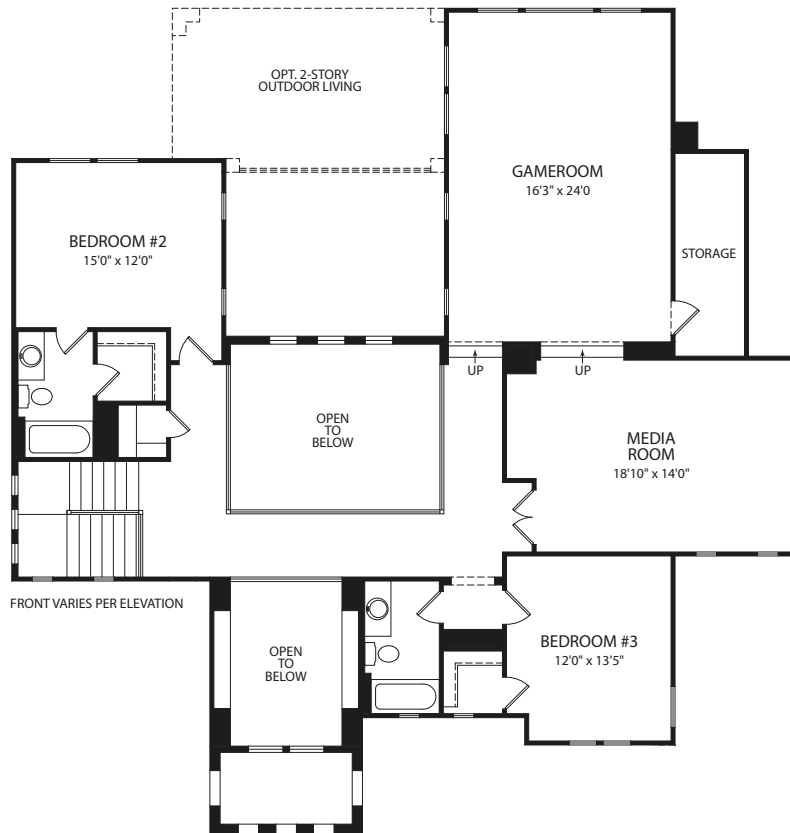 OPT. 2-STORY
OUTDOOR LIVING
GAMEROOM
16'3" x 24'0
BEDROOM #2
15'0" x 12'0"
STORAGE
UP
UP
OPEN
TO
BELOW
MEDIA
ROOM
18'10" x 14'0"
FRONT VARIES PER ELEVATION
OPEN
TO
BELOW
BEDROOM #3
12'0" x 13'5"